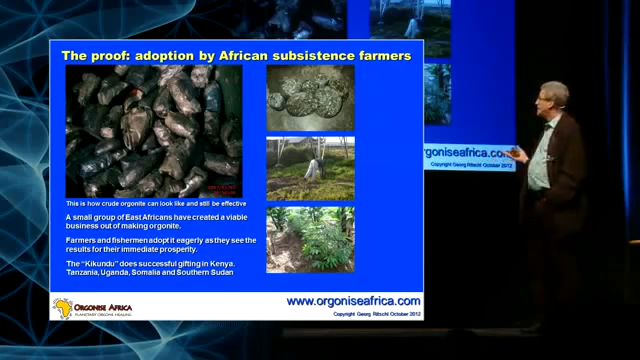 The proof: adoption by African subsistence farmers
This is how crude orgonite can look like and still be effective
A small group of East Africans have created a viable
business out of making orgonite.
Farmers and fishermen adopt it eagerly as they see the
results for their immediate prosperity.
The "Kikundu" does successful gifting in Kenya.
Tanzania, Uganda, Somalia and Southern Sudan
ORGONISE AFRICA
PLANETARY ORGONE HEALING
www.orgoniseafrica.com
Copyright Georg Ritschl October 2012
rgoniseafrica.com
Copyright Georg Ritschl October 2012